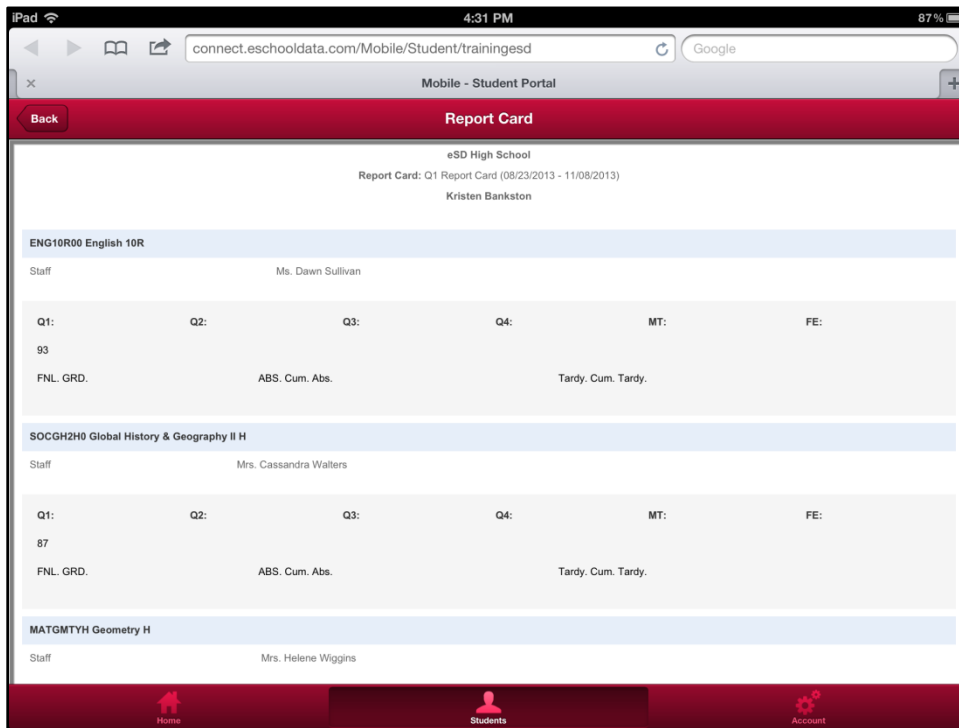 iPad 4:31 PM 87%
connect.eschooldata.com/Mobile/Student/trainingesd Google
Mobile - Student Portal
Back Report Card
eSD High School
Report Card: Q1 Report Card (08/23/2013 - 11/08/2013)
Kristen Bankston
ENG10R00 English 10R
Staff Ms. Dawn Sullivan
Q1: Q2: Q3: Q4: MT: FE:
93
FNL. GRD. ABS. Cum. Abs. Tardy. Cum. Tardy.
SOCGH2H0 Global History & Geography II H
Staff Mrs. Cassandra Walters
Q1: Q2: Q3: Q4: MT: FE:
87
FNL. GRD. ABS. Cum. Abs. Tardy. Cum. Tardy.
MATGMTYH Geometry H
Staff Mrs. Helene Wiggins
Home Students Account